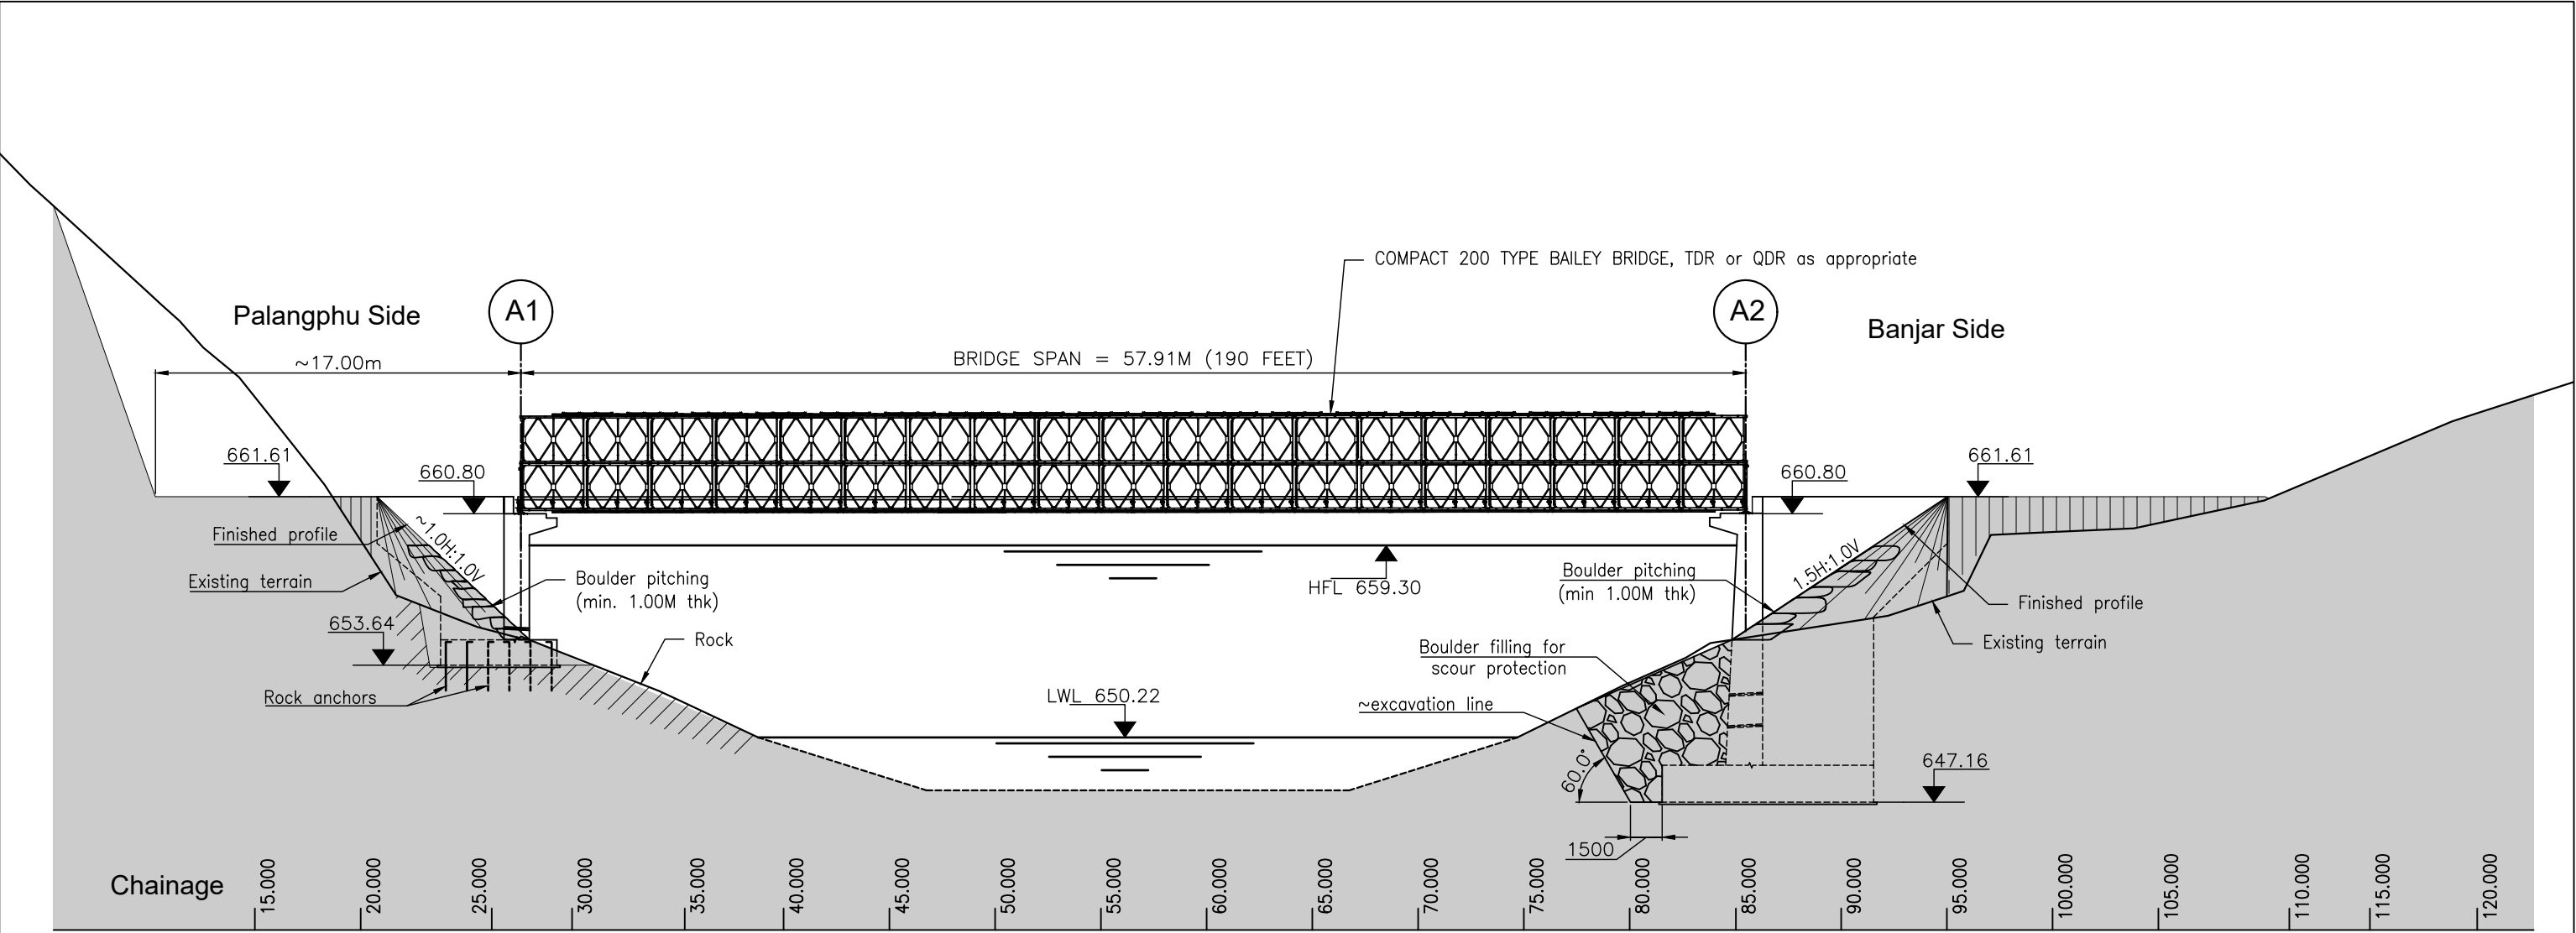 COMPACT 200 TYPE BAILEY BRIDGE, TDR or QDR as appropriate
Palangphu Side
A1
A2
Banjar Side
~17.00m
BRIDGE SPAN = 57.91M (190 FEET)
661.61
660.80
660.80
661.61
Finished profile
~1.0H:1.0V
Existing terrain
Boulder pitching
(min. 1.00M thk)
653.64
Rock
Rock anchors
HFL 659.30
LWL 650.22
Boulder pitching
(min 1.00M thk)
1.5H:1.0V
Finished profile
Existing terrain
Boulder filling for
scour protection
~excavation line
60.0°
647.16
1500
Chainage
15.000
20.000
25.000
30.000
35.000
40.000
45.000
50.000
55.000
60.000
65.000
70.000
75.000
80.000
85.000
90.000
95.000
100.000
105.000
110.000
115.000
120.000